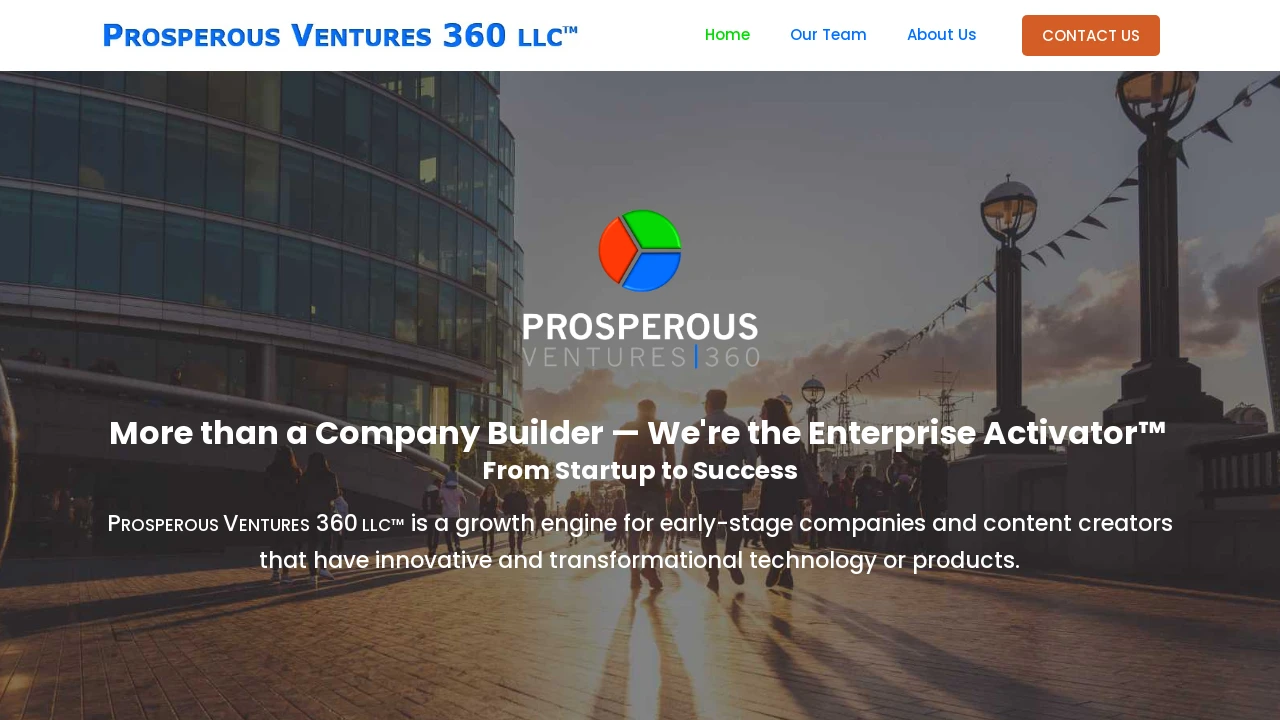 Prosperous Ventures 360 LLC™
Home
Our Team
About Us
CONTACT US
PROSPEROUS
VENTURES|360
More than a Company Builder — We're the Enterprise Activator™
From Startup to Success
Prosperous Ventures 360 LLC™ is a growth engine for early-stage companies and content creators
that have innovative and transformational technology or products.